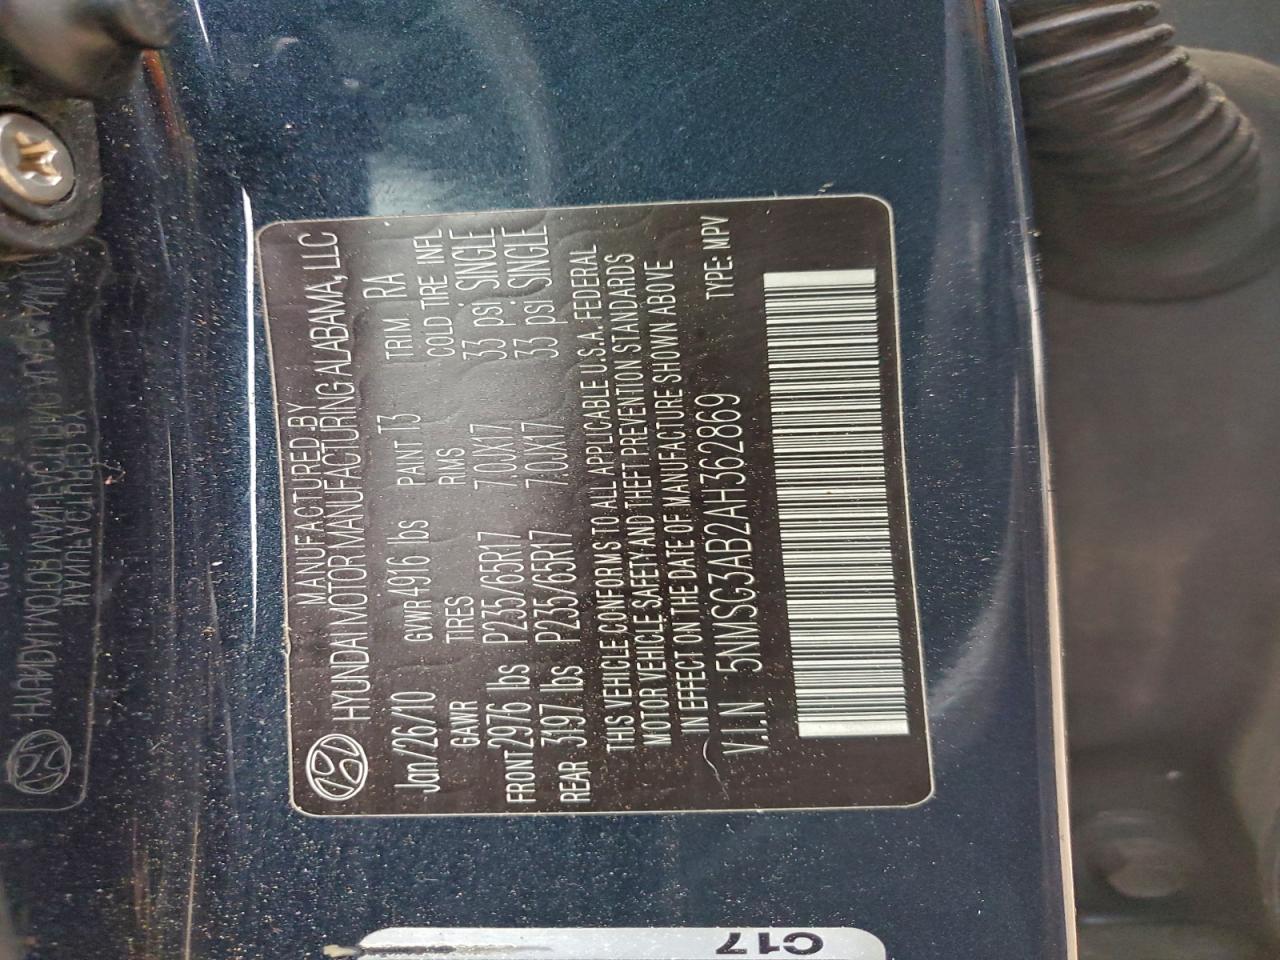 MANUFACTURED BY
HYUNDAI MOTOR MANUFACTURING ALABAMA, LLC
Jan/26/10 GVWR 4916 lbs PAINT T3 TRIM RA
GAWR TIRES RIMS COLD TIRE INFL
FRONT 2976 lbs P235/65R17 7.0JX17 33 psi SINGLE
REAR 3197 lbs P235/65R17 7.0JX17 33 psi SINGLE
THIS VEHICLE CONFORMS TO ALL APPLICABLE U.S.A. FEDERAL
MOTOR VEHICLE SAFETY AND THEFT PREVENTION STANDARDS
IN EFFECT ON THE DATE OF MANUFACTURE SHOWN ABOVE
V.I.N 5NMSG3AB2AH362869 TYPE: MPV
C17